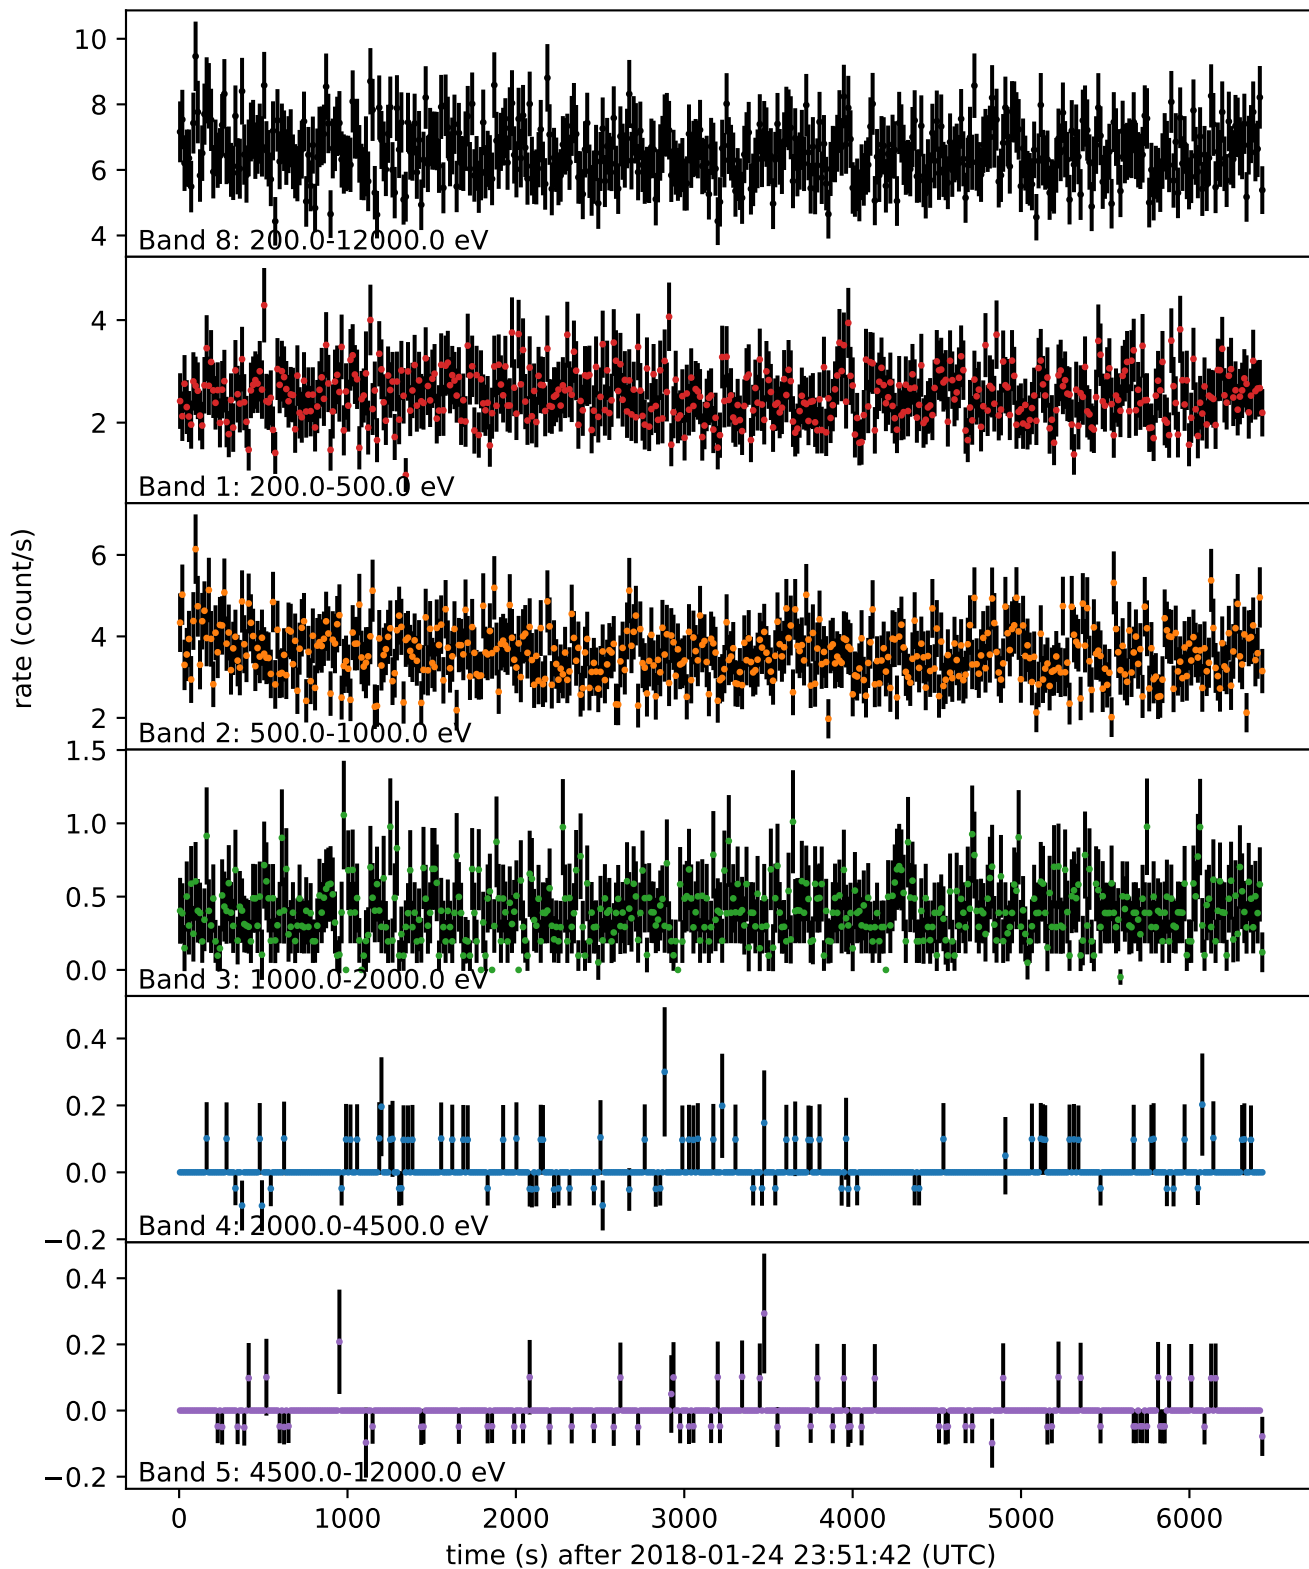 10
8
6
4
Band 8: 200.0-12000.0 eV
4
2
Band 1: 200.0-500.0 eV
rate (count/s)
6
4
2
Band 2: 500.0-1000.0 eV
1.5
1.0
0.5
0.0
Band 3: 1000.0-2000.0 eV
0.4
0.2
0.0
−0.2
Band 4: 2000.0-4500.0 eV
0.4
0.2
0.0
−0.2
Band 5: 4500.0-12000.0 eV
0 1000 2000 3000 4000 5000 6000
time (s) after 2018-01-24 23:51:42 (UTC)